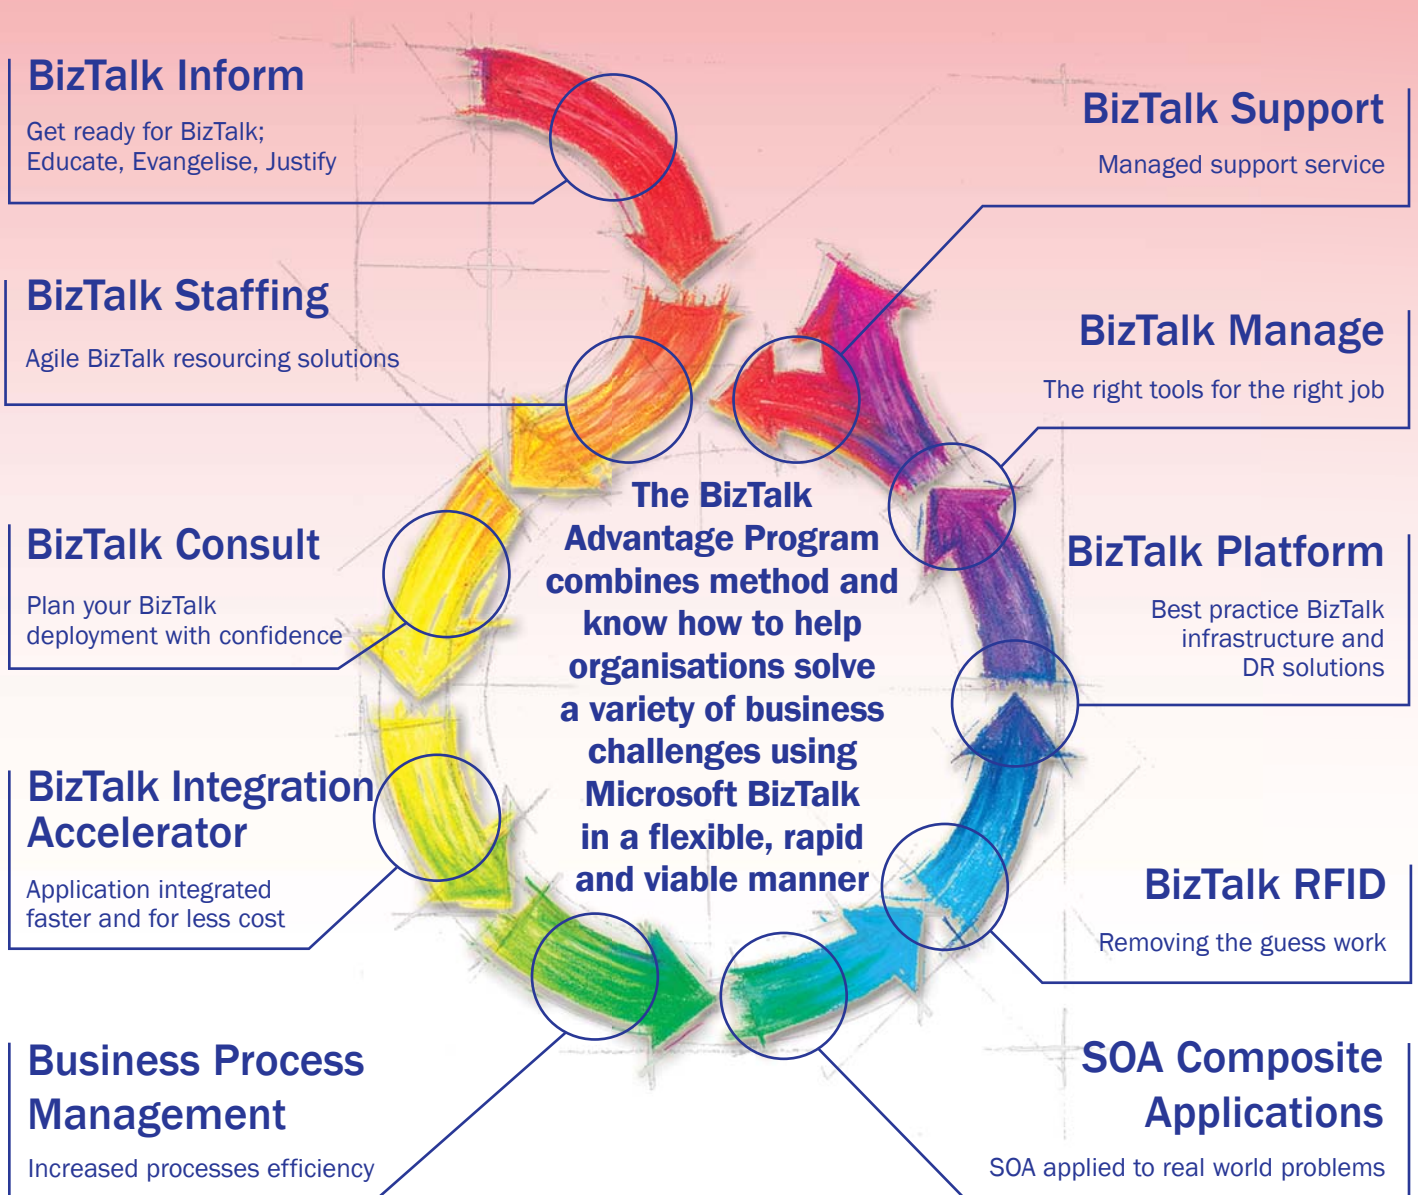 BizTalk Inform
Get ready for BizTalk;
Educate, Evangelise, Justify
BizTalk Staffing
Agile BizTalk resourcing solutions
BizTalk Consult
Plan your BizTalk
deployment with confidence
BizTalk Integration
Accelerator
Application integrated
faster and for less cost
Business Process
Management
Increased processes efficiency
The BizTalk
Advantage Program
combines method and
know how to help
organisations solve
a variety of business
challenges using
Microsoft BizTalk
in a flexible, rapid
and viable manner
BizTalk Support
Managed support service
BizTalk Manage
The right tools for the right job
BizTalk Platform
Best practice BizTalk
infrastructure and
DR solutions
BizTalk RFID
Removing the guess work
SOA Composite
Applications
SOA applied to real world problems